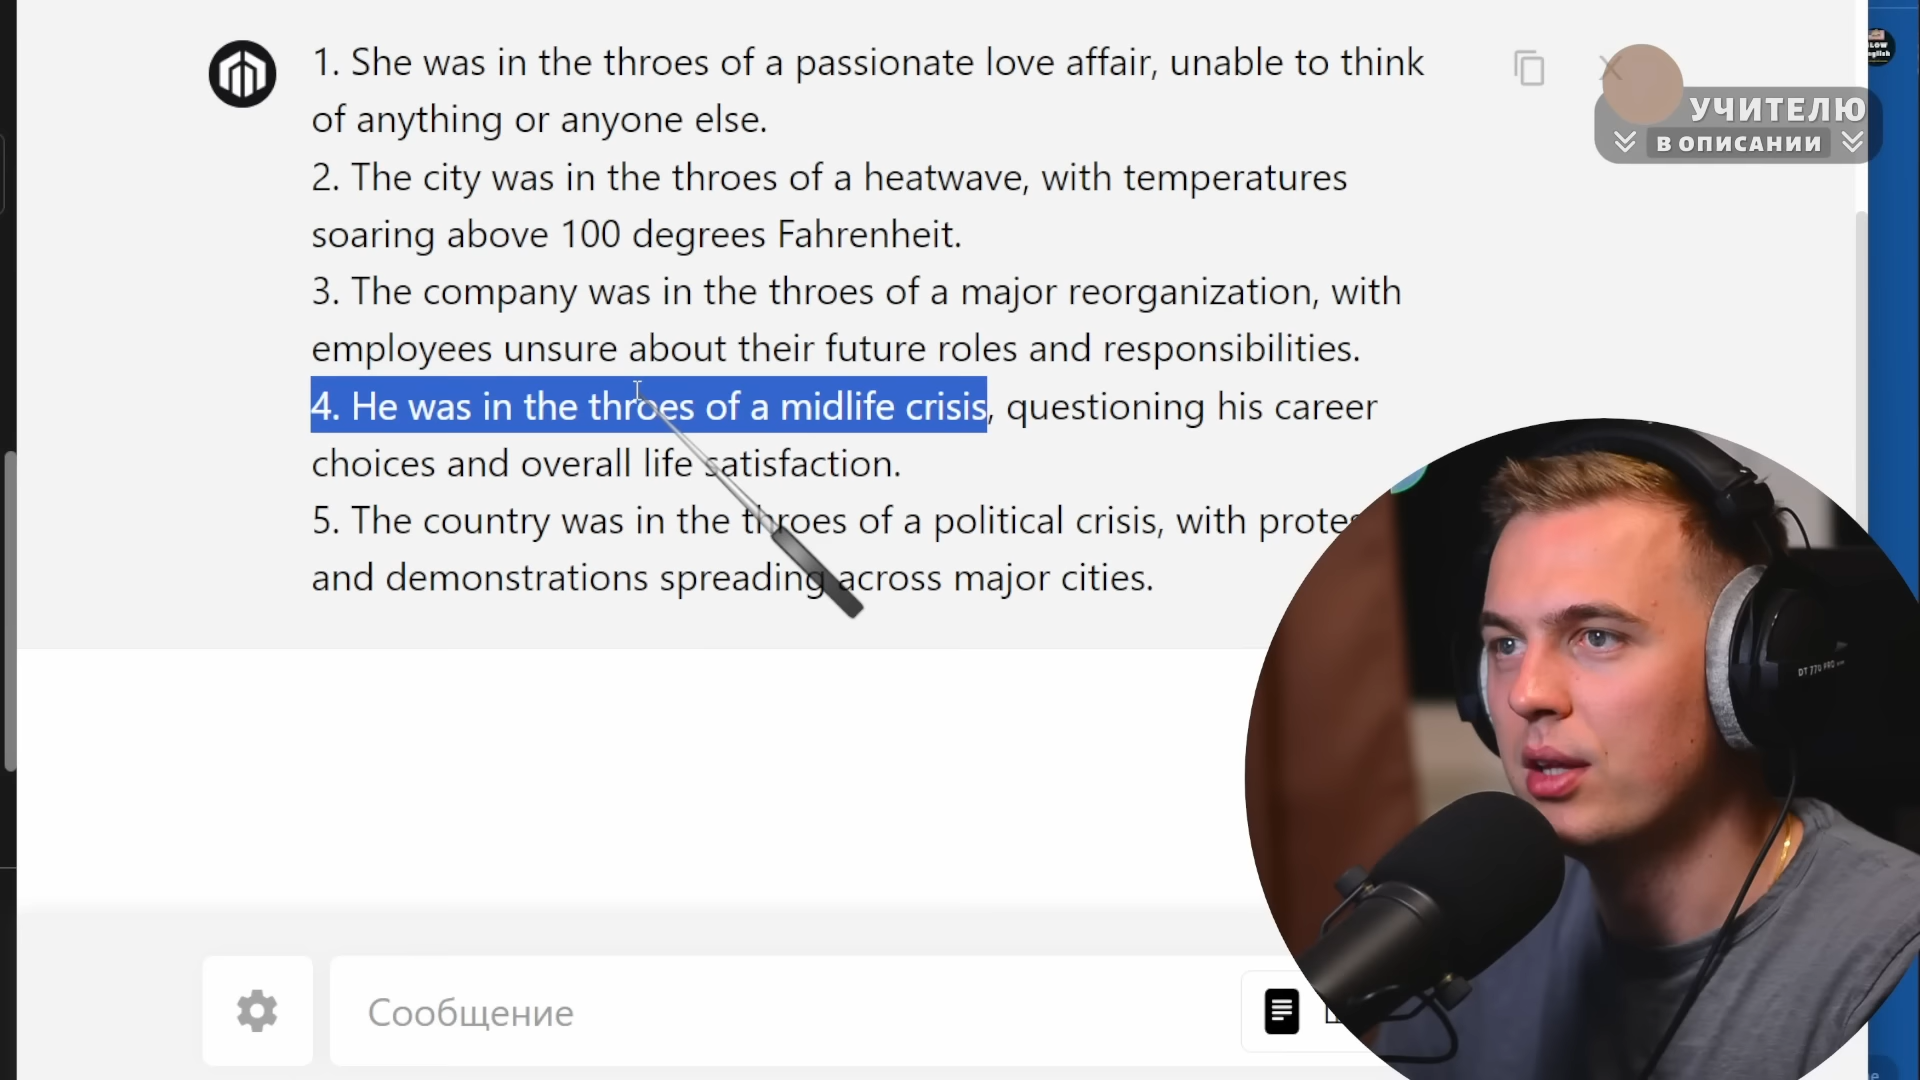 1. She was in the throes of a passionate love affair, unable to think
of anything or anyone else.
2. The city was in the throes of a heatwave, with temperatures
soaring above 100 degrees Fahrenheit.
3. The company was in the throes of a major reorganization, with
employees unsure about their future roles and responsibilities.
4. He was in the throes of a midlife crisis, questioning his career
choices and overall life satisfaction.
5. The country was in the throes of a political crisis, with protes
and demonstrations spreading across major cities.
УЧИТЕЛЮ
В ОПИСАНИИ
DT 770 PRO
Сообщение